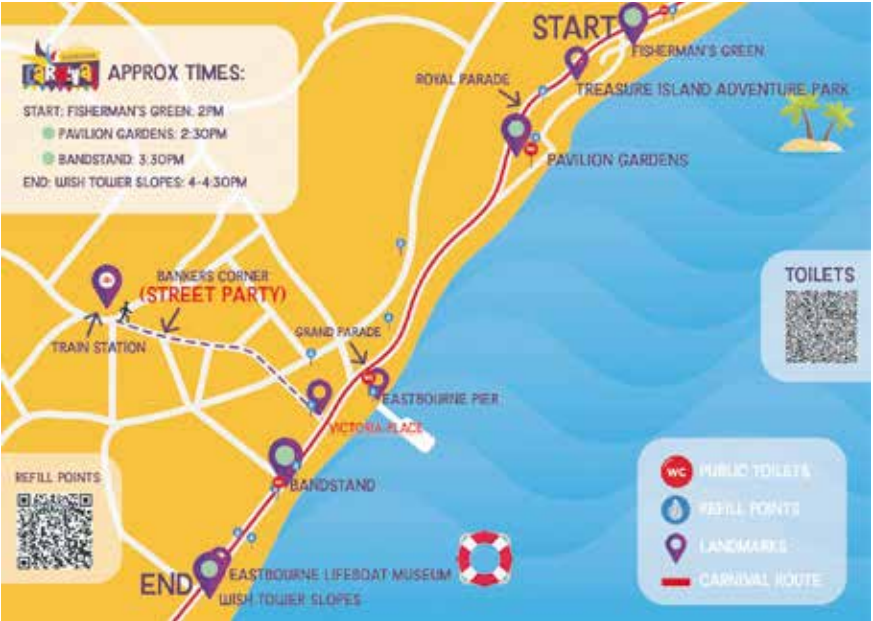 START
FISHERMAN'S GREEN
ROYAL PARADE
TREASURE ISLAND ADVENTURE PARK
APPROX TIMES:
START: FISHERMAN'S GREEN: 2PM
PAVILION GARDENS: 2:30PM
BANDSTAND: 3:30PM
END: WISH TOWER SLOPES: 4-4:30PM
PAVILION GARDENS
BANKERS CORNER
(STREET PARTY)
TRAIN STATION
GRAND PARADE
TOILETS
EASTBOURNE PIER
VICTORIA PLACE
REFILL POINTS
BANDSTAND
WC PUBLIC TOILETS
REFILL POINTS
LANDMARKS
CARNIVAL ROUTE
END
EASTBOURNE LIFEBOAT MUSEUM
WISH TOWER SLOPES